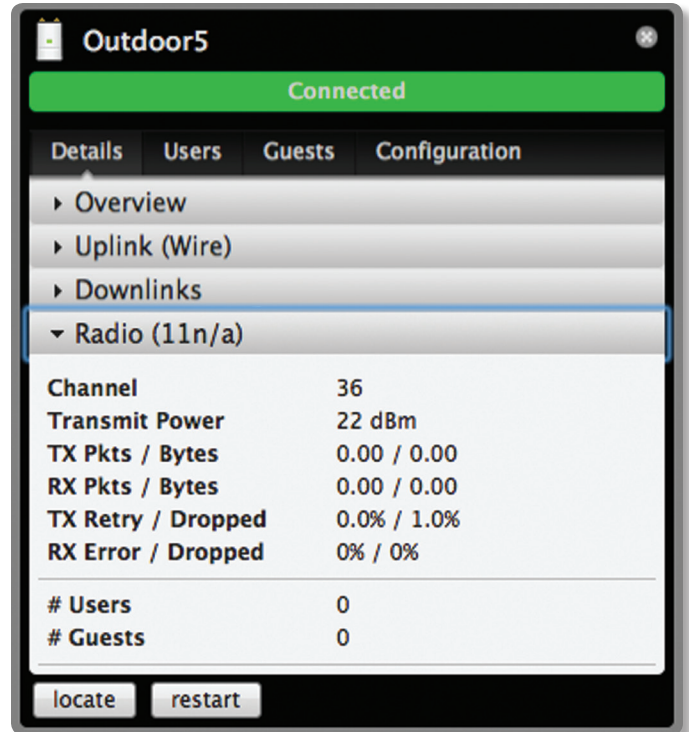 Outdoor5
Connected
Details Users Guests Configuration
Overview
Uplink (Wire)
Downlinks
Radio (11n/a)
Channel 36
Transmit Power 22 dBm
TX Pkts / Bytes 0.00 / 0.00
RX Pkts / Bytes 0.00 / 0.00
TX Retry / Dropped 0.0% / 1.0%
RX Error / Dropped 0% / 0%
# Users 0
# Guests 0
locate restart